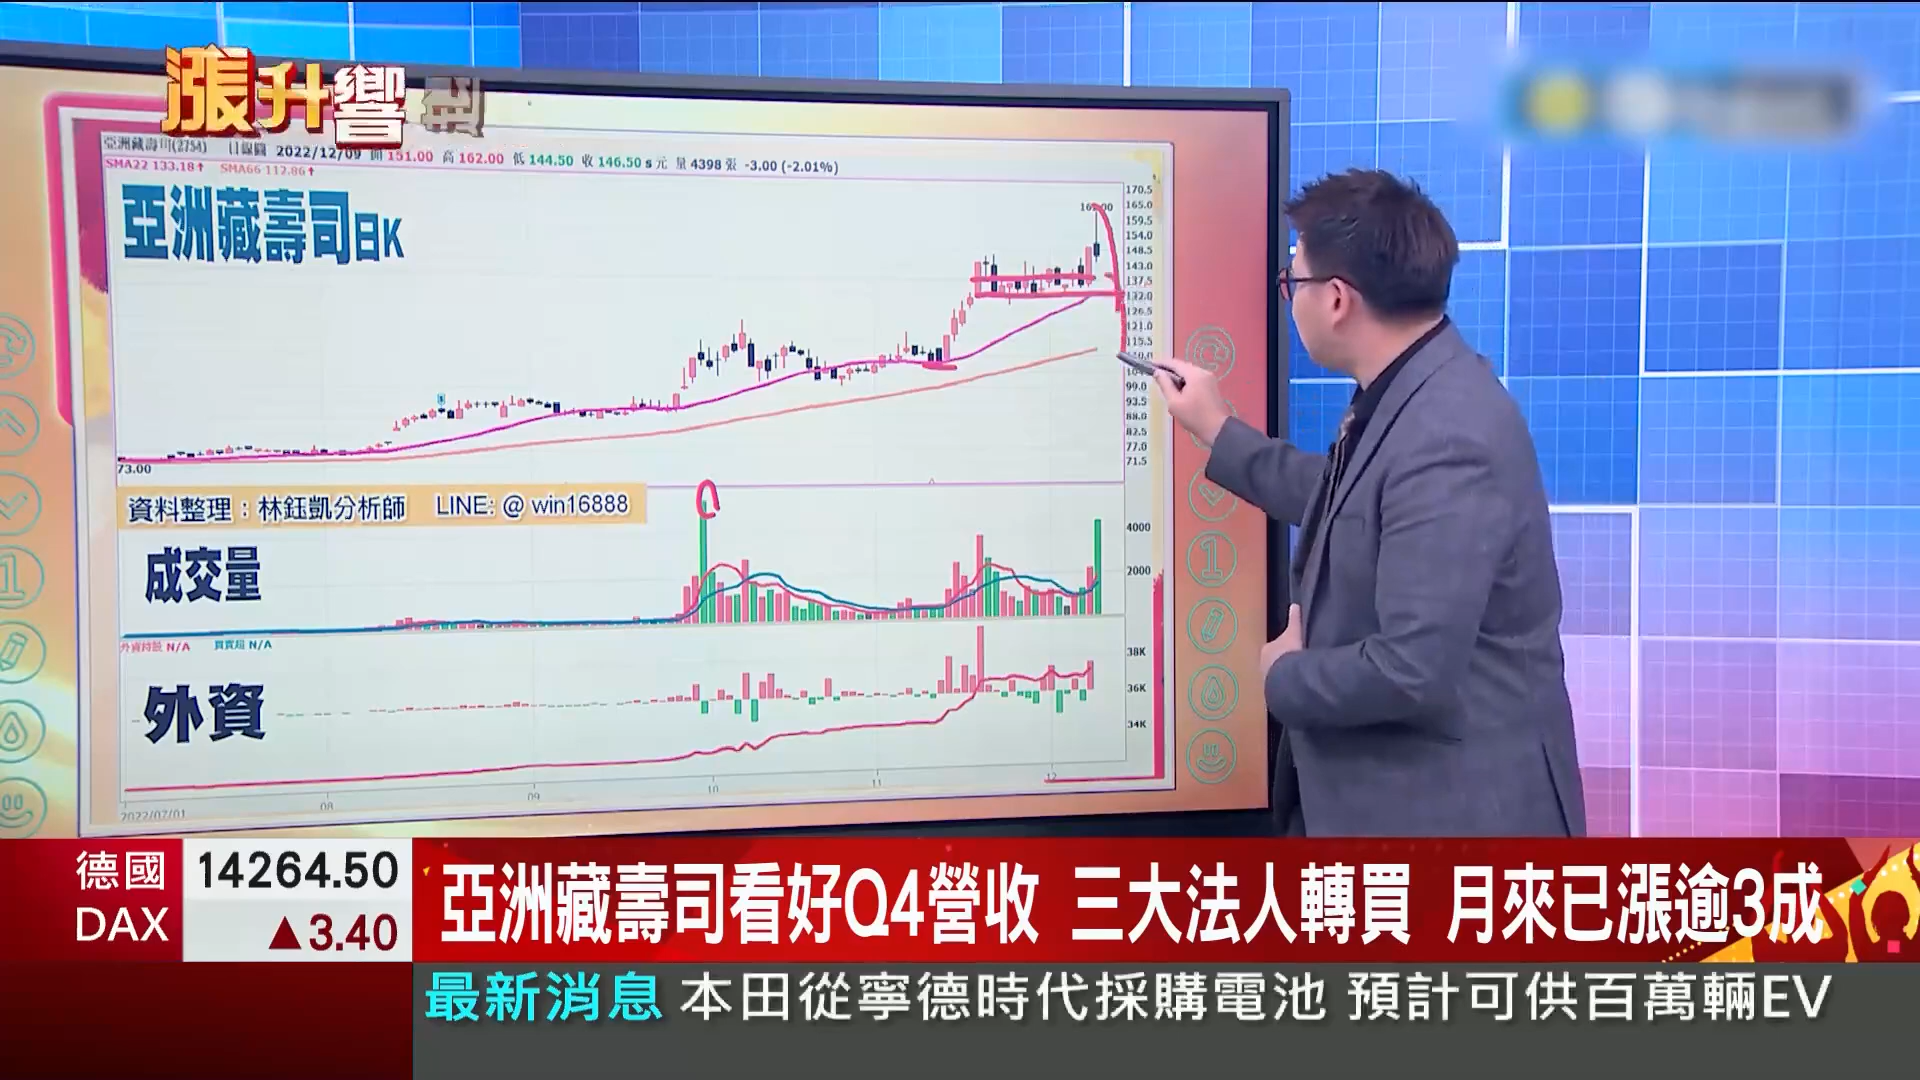 漲升響
亞洲藏壽司(2754) 日線圖 2022/12/09 開 151.00 高 162.00 低 144.50 收 146.50 s 元 量 4398 張 -3.00 (-2.01%)
SMA22 133.18↑ SMA66 112.86↑
亞洲藏壽司日K
170.5
165.0
159.5
154.0
148.5
143.0
137.5
132.0
126.5
121.0
115.5
99.0
93.5
88.0
82.5
77.0
71.5
73.00
資料整理：林鈺凱分析師 LINE: @ win16888
成交量
4000
2000
外資持股 N/A 買賣超 N/A
外資
38K
36K
34K
2022/07/01 08 09 10 11 12
德國 14264.50
DAX ▲3.40
亞洲藏壽司看好Q4營收 三大法人轉買 月來已漲逾3成
最新消息 本田從寧德時代採購電池 預計可供百萬輛EV